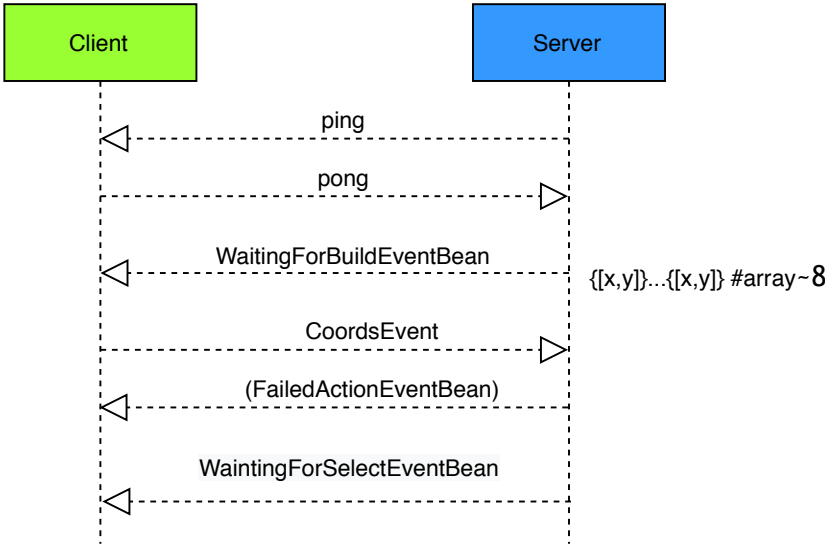 Client
Server
ping
pong
WaitingForBuildEventBean
{[x,y]}...{[x,y]} #array~8
CoordsEvent
(FailedActionEventBean)
WaintingForSelectEventBean